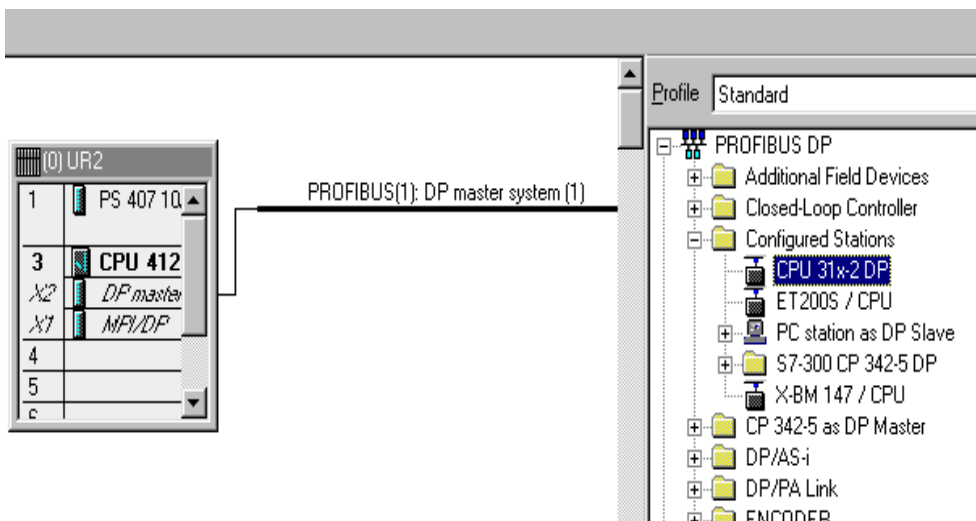 (0) UR2
1 PS 407 10
3 CPU 412
X2 DP master
X1 MPI/DP
4
5
PROFIBUS(1): DP master system (1)
Profile Standard
PROFIBUS DP
Additional Field Devices
Closed-Loop Controller
Configured Stations
CPU 31x-2 DP
ET200S / CPU
PC station as DP Slave
S7-300 CP 342-5 DP
X-BM 147 / CPU
CP 342-5 as DP Master
DP/AS-i
DP/PA Link
ENCODER